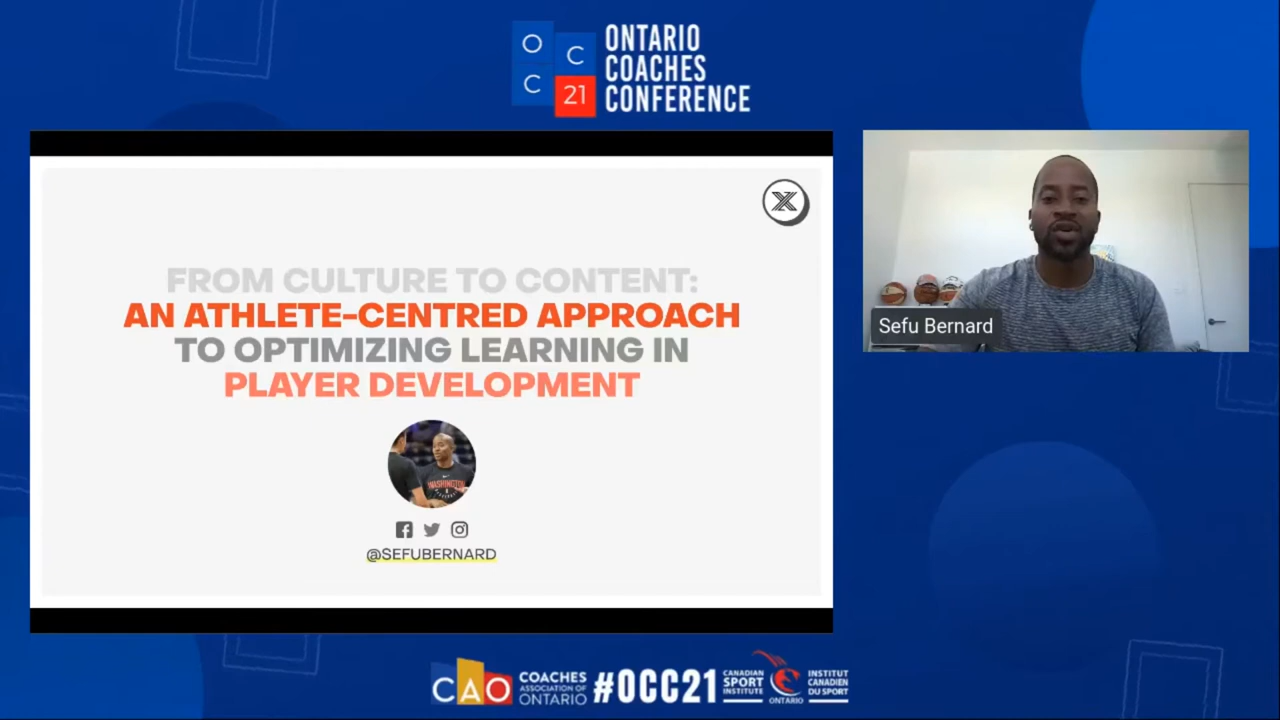 O
C
C
21
ONTARIO
COACHES
CONFERENCE
FROM CULTURE TO CONTENT:
AN ATHLETE-CENTRED APPROACH
TO OPTIMIZING LEARNING IN
PLAYER DEVELOPMENT
WASHINGTON
@SEFUBERNARD
Sefu Bernard
CAO
COACHES
ASSOCIATION OF
ONTARIO
#OCC21
CANADIAN
SPORT
INSTITUTE
ONTARIO
INSTITUT
CANADIEN
DU SPORT